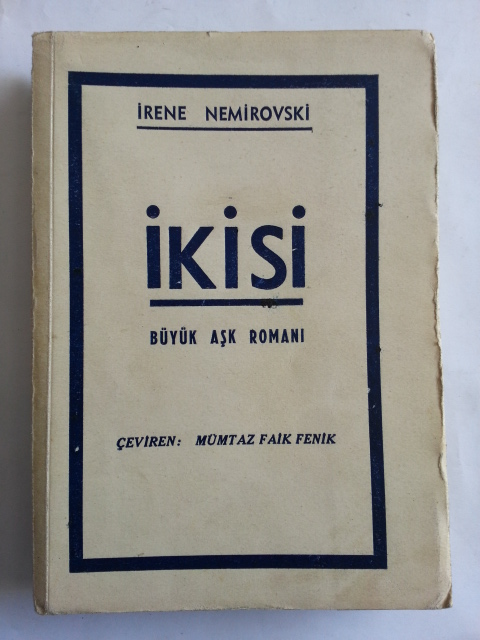 İRENE NEMİROVSKİ
İKİSİ
BÜYÜK AŞK ROMANI
ÇEVİREN: MÜMTAZ FAİK FENİK